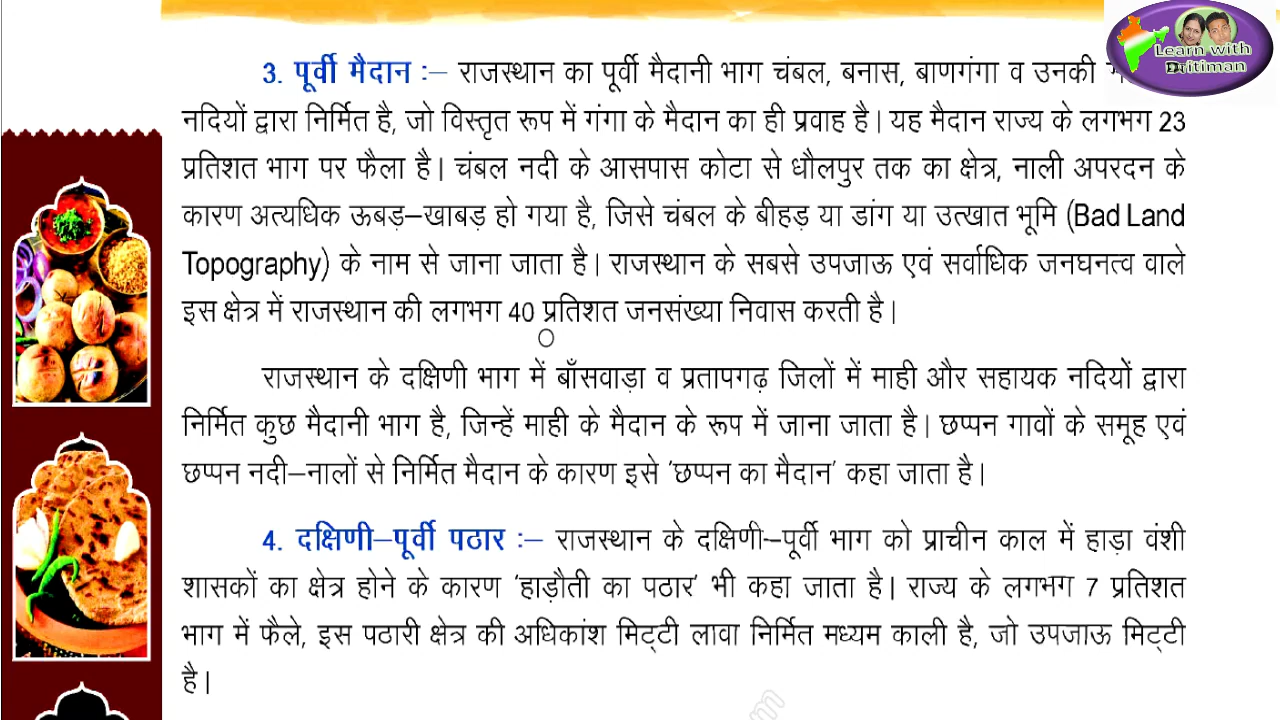 Learn with
Dritiman
3. पूर्वी मैदान :– राजस्थान का पूर्वी मैदानी भाग चंबल, बनास, बाणगंगा व उनकी
नदियों द्वारा निर्मित है, जो विस्तृत रूप में गंगा के मैदान का ही प्रवाह है। यह मैदान राज्य के लगभग 23
प्रतिशत भाग पर फैला है। चंबल नदी के आसपास कोटा से धौलपुर तक का क्षेत्र, नाली अपरदन के
कारण अत्यधिक ऊबड़–खाबड़ हो गया है, जिसे चंबल के बीहड़ या डांग या उत्खात भूमि (Bad Land
Topography) के नाम से जाना जाता है। राजस्थान के सबसे उपजाऊ एवं सर्वाधिक जनघनत्व वाले
इस क्षेत्र में राजस्थान की लगभग 40 प्रतिशत जनसंख्या निवास करती है।
राजस्थान के दक्षिणी भाग में बाँसवाड़ा व प्रतापगढ़ जिलों में माही और सहायक नदियों द्वारा
निर्मित कुछ मैदानी भाग है, जिन्हें माही के मैदान के रूप में जाना जाता है। छप्पन गावों के समूह एवं
छप्पन नदी–नालों से निर्मित मैदान के कारण इसे 'छप्पन का मैदान' कहा जाता है।
4. दक्षिणी–पूर्वी पठार :– राजस्थान के दक्षिणी–पूर्वी भाग को प्राचीन काल में हाड़ा वंशी
शासकों का क्षेत्र होने के कारण 'हाड़ौती का पठार' भी कहा जाता है। राज्य के लगभग 7 प्रतिशत
भाग में फैले, इस पठारी क्षेत्र की अधिकांश मिट्टी लावा निर्मित मध्यम काली है, जो उपजाऊ मिट्टी
है।